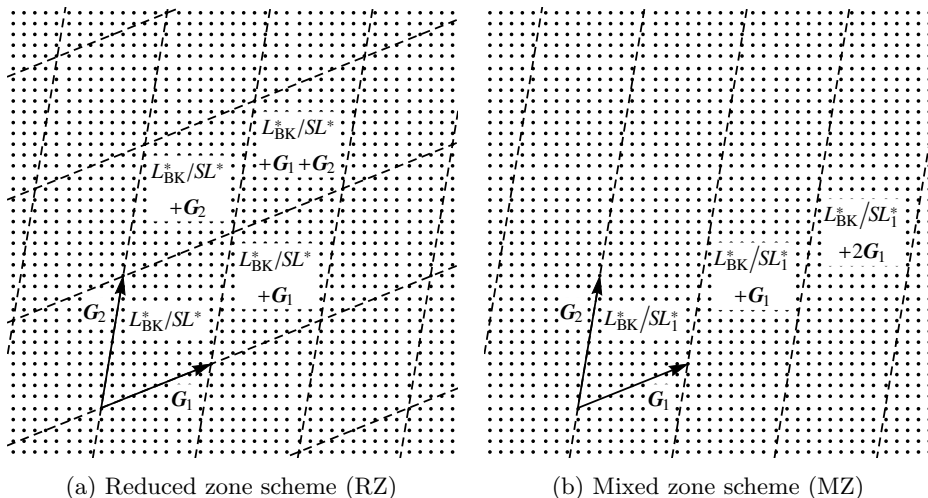 L*BK/SL*
+G1+G2
L*BK/SL*
+G2
L*BK/SL*
+G1
G2
L*BK/SL*
G1
(a) Reduced zone scheme (RZ)
L*BK/SL*1
+2G1
L*BK/SL*1
+G1
G2
L*BK/SL*1
G1
(b) Mixed zone scheme (MZ)